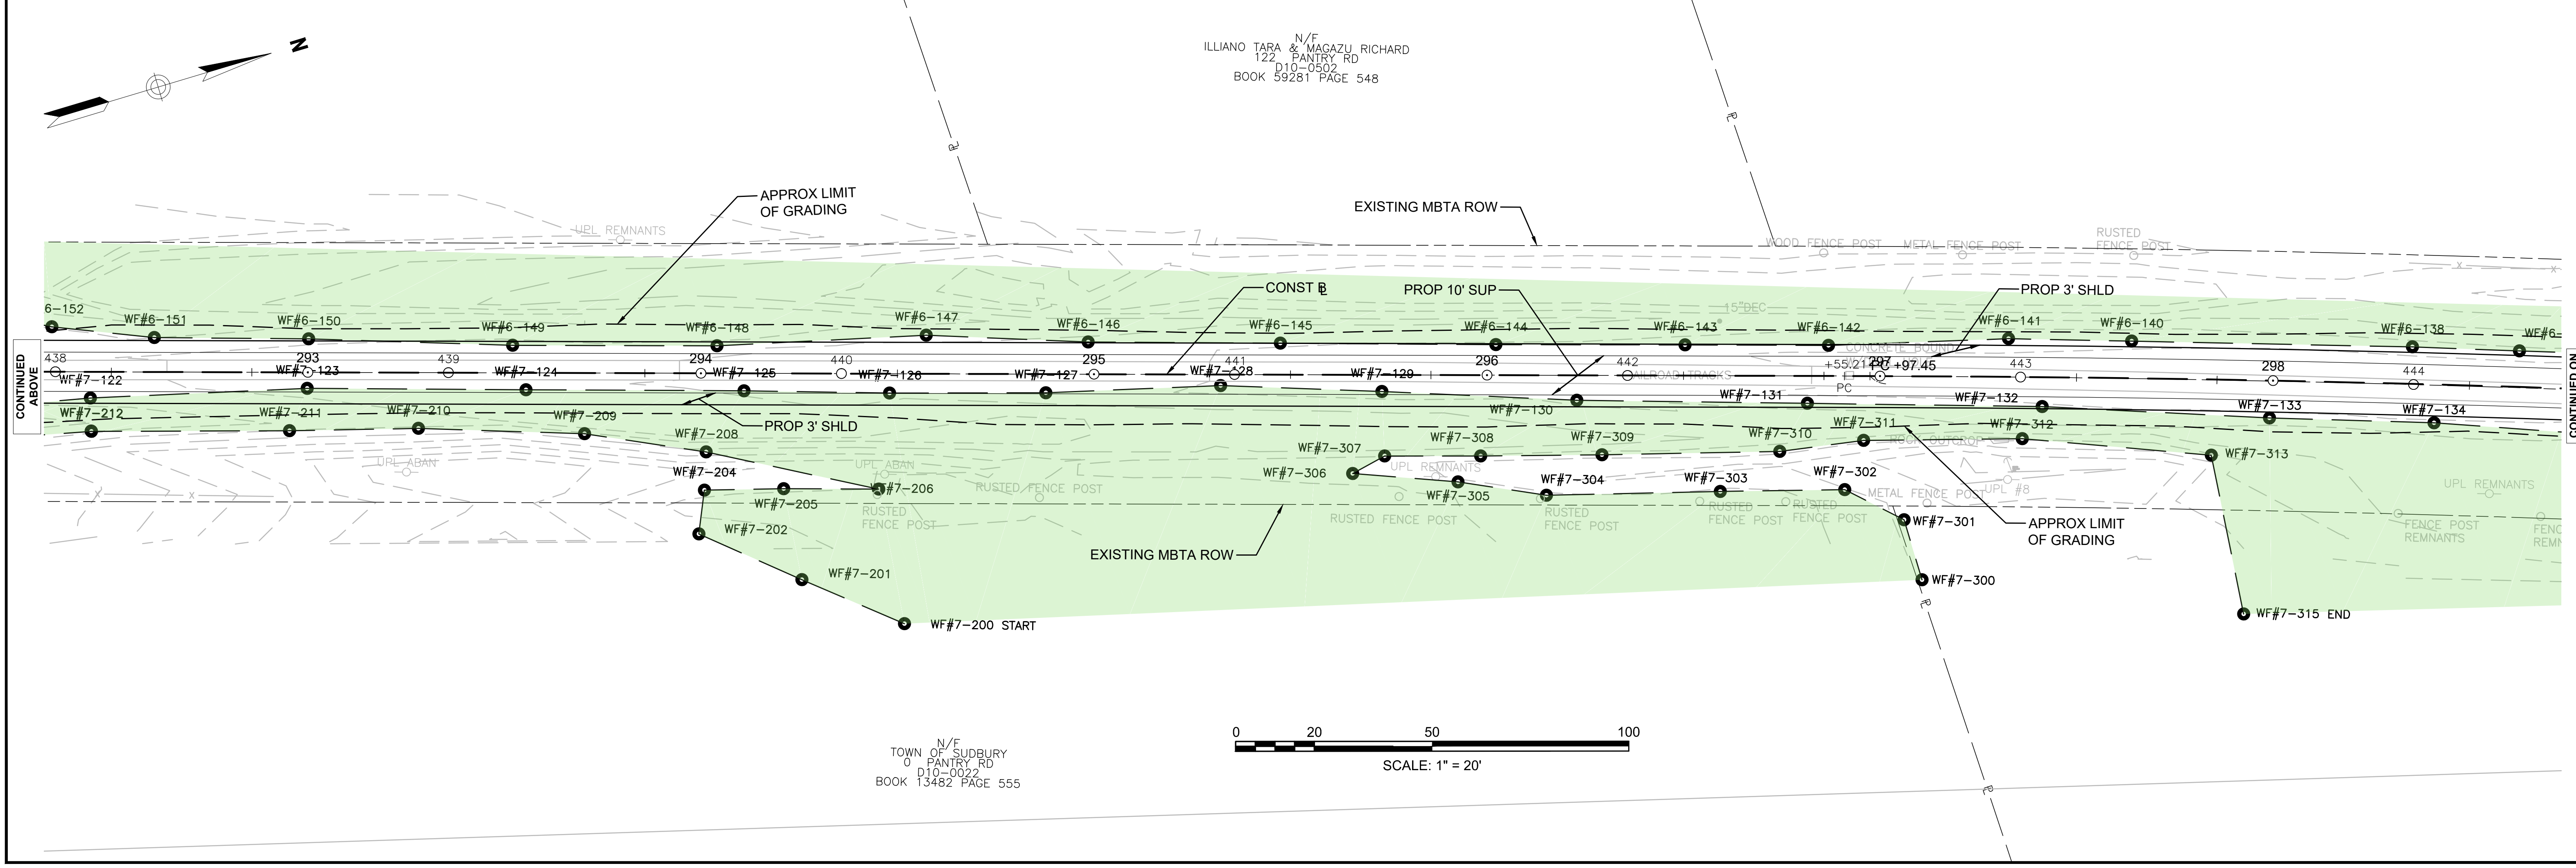 N
N/F
ILLIANO TARA & MAGAZU RICHARD
122 PANTRY RD
D10-0502
BOOK 59281 PAGE 548
PL
PL
APPROX LIMIT
OF GRADING
EXISTING MBTA ROW
UPL REMNANTS
WOOD FENCE POST
METAL FENCE POST
RUSTED
FENCE POST
CONST BL
PROP 10' SUP
PROP 3' SHLD
15"DEC
6-152
WF#6-151
WF#6-150
WF#6-149
WF#6-148
WF#6-147
WF#6-146
WF#6-145
WF#6-144
WF#6-143
WF#6-142
WF#6-141
WF#6-140
WF#6-138
WF#6-
CONTINUED
ABOVE
CONTINUED ON
438
293
439
294
440
295
441
296
442
297
443
298
444
CONCRETE BOUND
RAILROAD TRACKS
PC +97.45
PC
WF#7-122
WF#7-123
WF#7-124
WF#7-125
WF#7-126
WF#7-127
WF#7-128
WF#7-129
WF#7-130
WF#7-131
WF#7-132
WF#7-133
WF#7-134
WF#7-212
WF#7-211
WF#7-210
WF#7-209
WF#7-208
PROP 3' SHLD
WF#7-307
WF#7-308
WF#7-309
WF#7-310
WF#7-311
WF#7-312
WF#7-313
ROCK OUTCROP
UPL ABAN
UPL ABAN
WF#7-204
WF#7-205
WF#7-206
RUSTED FENCE POST
WF#7-306
UPL REMNANTS
WF#7-305
WF#7-304
WF#7-303
WF#7-302
METAL FENCE POST
UPL #8
UPL REMNANTS
RUSTED
FENCE POST
RUSTED FENCE POST
RUSTED
FENCE POST
RUSTED
FENCE POST
RUSTED
FENCE POST
WF#7-301
APPROX LIMIT
OF GRADING
FENCE POST
REMNANTS
FENC
REMN
WF#7-202
EXISTING MBTA ROW
WF#7-201
WF#7-300
WF#7-200 START
WF#7-315 END
PL
PL
0 20 50 100
SCALE: 1" = 20'
N/F
TOWN OF SUDBURY
0 PANTRY RD
D10-0022
BOOK 13482 PAGE 555